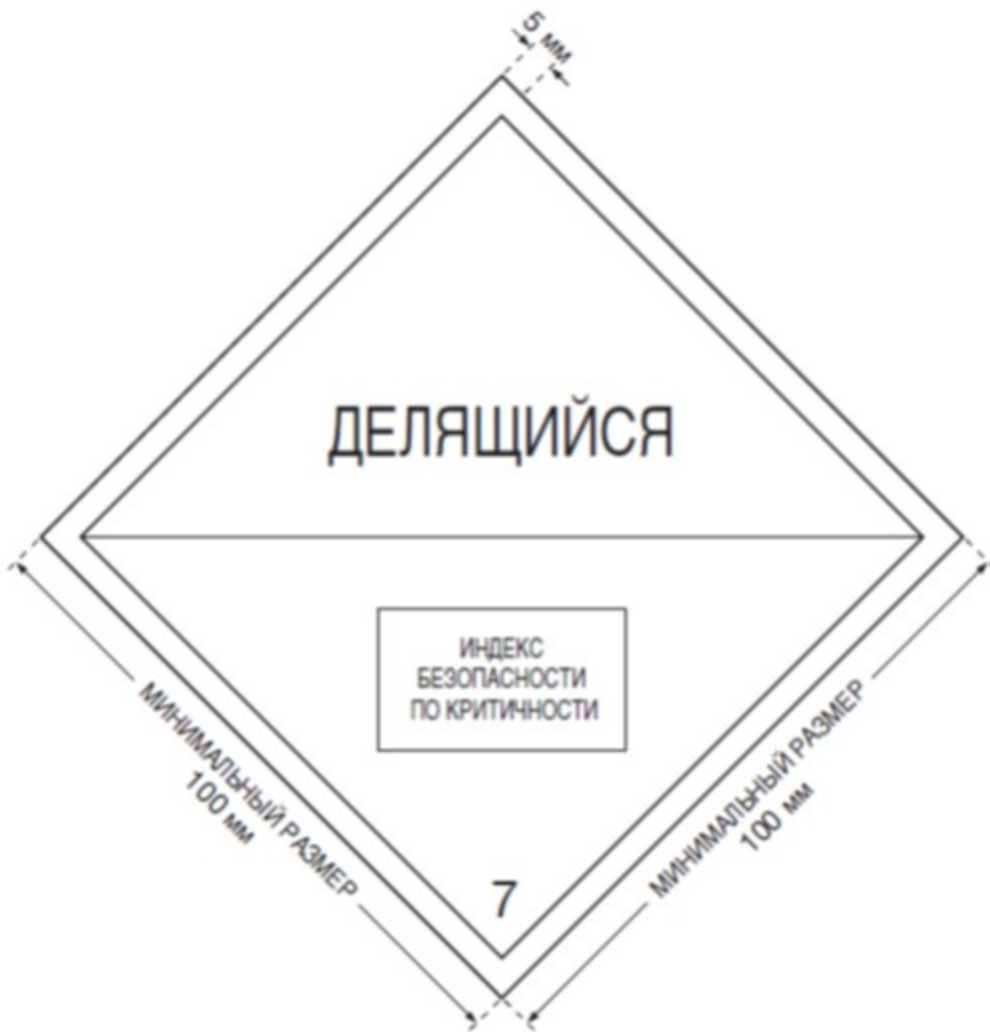 5 мм
ДЕЛЯЩИЙСЯ
ИНДЕКС
БЕЗОПАСНОСТИ
ПО КРИТИЧНОСТИ
МИНИМАЛЬНЫЙ РАЗМЕР
100 мм
МИНИМАЛЬНЫЙ РАЗМЕР
100 мм
7